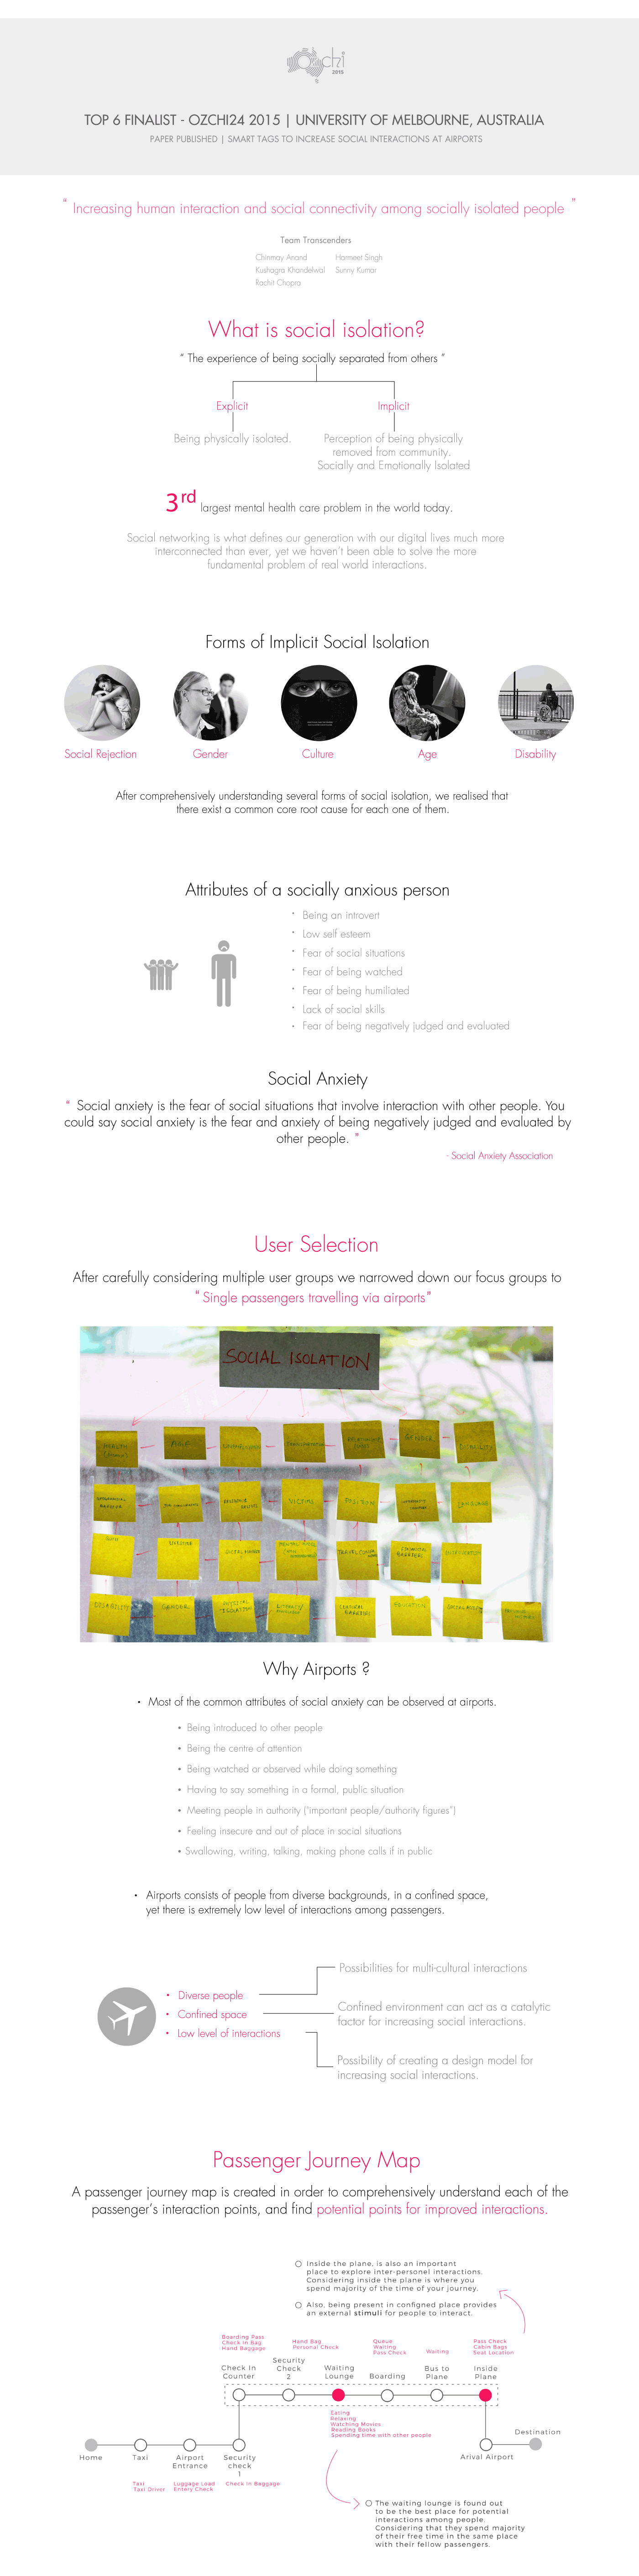 Ozchi
2015
TOP 6 FINALIST - OZCHI24 2015 | UNIVERSITY OF MELBOURNE, AUSTRALIA
PAPER PUBLISHED | SMART TAGS TO INCREASE SOCIAL INTERACTIONS AT AIRPORTS
“ Increasing human interaction and social connectivity among socially isolated people ”
Team Transcenders
Chinmay Anand
Harmeet Singh
Kushagra Khandelwal
Sunny Kumar
Rachit Chopra
What is social isolation?
“ The experience of being socially separated from others “
Explicit
Implicit
Being physically isolated.
Perception of being physically
removed from community.
Socially and Emotionally Isolated
3rd largest mental health care problem in the world today.
Social networking is what defines our generation with our digital lives much more
interconnected than ever, yet we haven’t been able to solve the more
fundamental problem of real world interactions.
Forms of Implicit Social Isolation
Social Rejection
Gender
Culture
Age
Disability
After comprehensively understanding several forms of social isolation, we realised that
there exist a common core root cause for each one of them.
Attributes of a socially anxious person
• Being an introvert
• Low self esteem
• Fear of social situations
• Fear of being watched
• Fear of being humiliated
• Lack of social skills
• Fear of being negatively judged and evaluated
Social Anxiety
“ Social anxiety is the fear of social situations that involve interaction with other people. You
could say social anxiety is the fear and anxiety of being negatively judged and evaluated by
other people. ”
- Social Anxiety Association
User Selection
After carefully considering multiple user groups we narrowed down our focus groups to
“ Single passengers travelling via airports”
SOCIAL ISOLATION
AGE
GENDER
DISABILITY
VICTIMS
RELIGION
LANGUAGE
DISABILITY
GENDER
PHYSICAL
ISOLATION
CULTURAL
BARRIERS
EDUCATION
Why Airports ?
• Most of the common attributes of social anxiety can be observed at airports.
• Being introduced to other people
• Being the centre of attention
• Being watched or observed while doing something
• Having to say something in a formal, public situation
• Meeting people in authority (“important people/authority figures”)
• Feeling insecure and out of place in social situations
• Swallowing, writing, talking, making phone calls if in public
• Airports consists of people from diverse backgrounds, in a confined space,
yet there is extremely low level of interactions among passengers.
• Diverse people
• Confined space
• Low level of interactions
Possibilities for multi-cultural interactions
Confined environment can act as a catalytic
factor for increasing social interactions.
Possibility of creating a design model for
increasing social interactions.
Passenger Journey Map
A passenger journey map is created in order to comprehensively understand each of the
passenger’s interaction points, and find potential points for improved interactions.
Inside the plane, is also an important
place to explore inter-personel interactions.
Considering inside the plane is where you
spend majority of the time of your journey.
Also, being present in configned place provides
an external stimuli for people to interact.
Boarding Pass
Check In Bag
Hand Baggage
Hand Bag
Personal Check
Queue
Waiting
Pass Check
Waiting
Pass Check
Cabin Bags
Seat Location
Check In
Counter
Security
Check
2
Waiting
Lounge
Boarding
Bus to
Plane
Inside
Plane
Eating
Relaxing
Watching Movies
Reading Books
Spending time with other people
Home
Taxi
Airport
Entrance
Security
check
1
Arival Airport
Destination
Taxi
Taxi Driver
Luggage Load
Entery Check
Check in Baggage
The waiting lounge is found out
to be the best place for potential
interactions among people.
Considering that they spend majority
of their free time in the same place
with their fellow passengers.